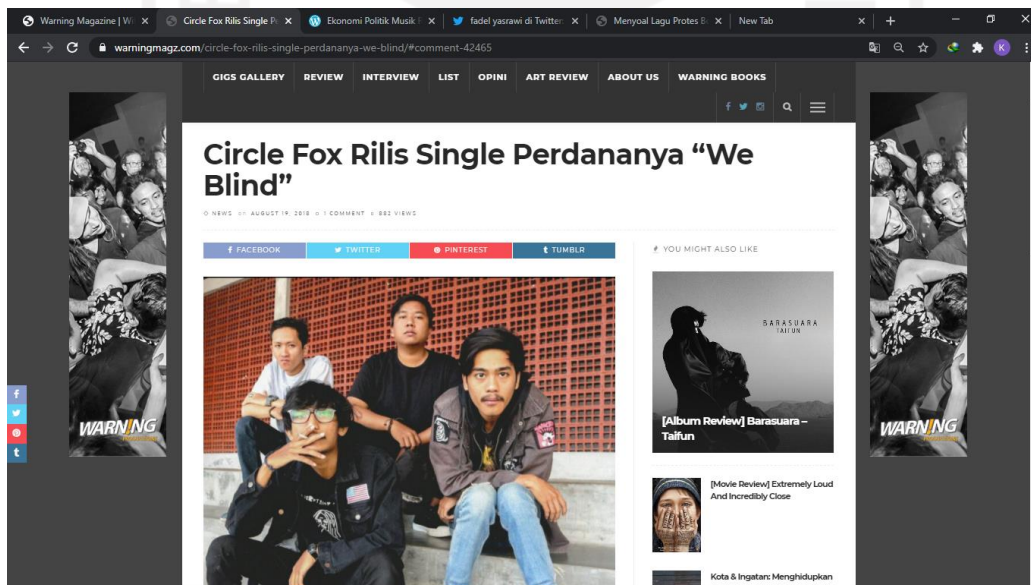 Warning Magazine | Wi
Circle Fox Rilis Single Pe
Ekonomi Politik Musik
fadel yasrawi di Twitter:
Menyoal Lagu Protes B
New Tab
warningmagz.com/circle-fox-rilis-single-perdananya-we-blind/#comment-42465
K
GIGS GALLERY REVIEW INTERVIEW LIST OPINI ART REVIEW ABOUT US WARNING BOOKS
Circle Fox Rilis Single Perdananya “We
Blind”
NEWS on AUGUST 19, 2018 1 COMMENT 882 VIEWS
FACEBOOK TWITTER PINTEREST TUMBLR
# YOU MIGHT ALSO LIKE
BARASUARA
TAIFUN
[Album Review] Barasuara –
Taifun
[Movie Review] Extremely Loud
And Incredibly Close
Kota & Ingatan: Menghidupkan
WARNING
WARNING